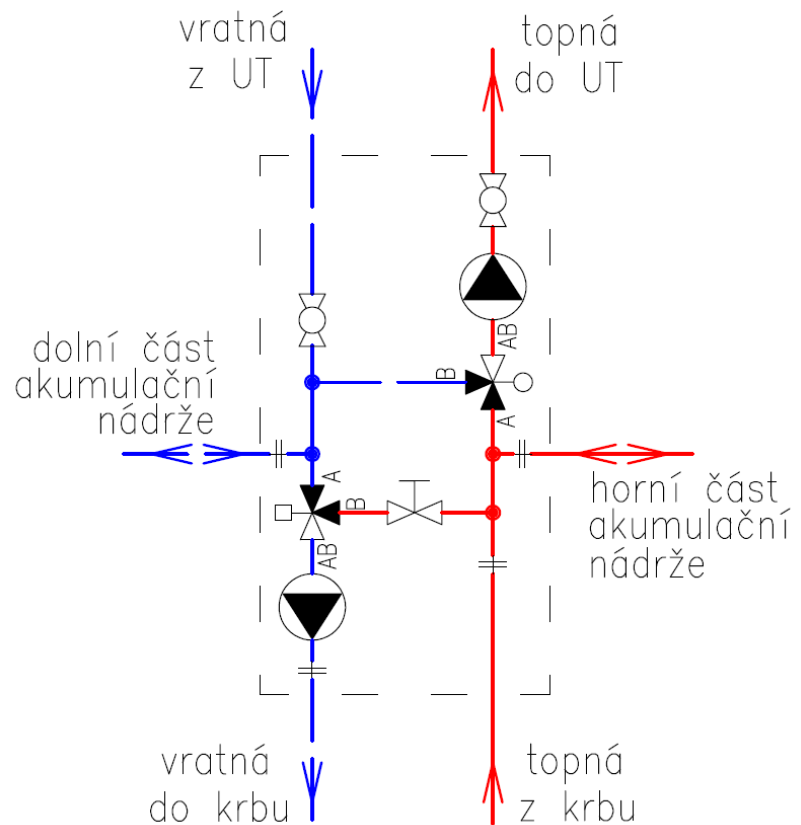 vratná
z UT
topná
do UT
AB
B
A
dolní část
akumulační
nádrže
A
B
AB
horní část
akumulační
nádrže
vratná
do krbu
topná
z krbu